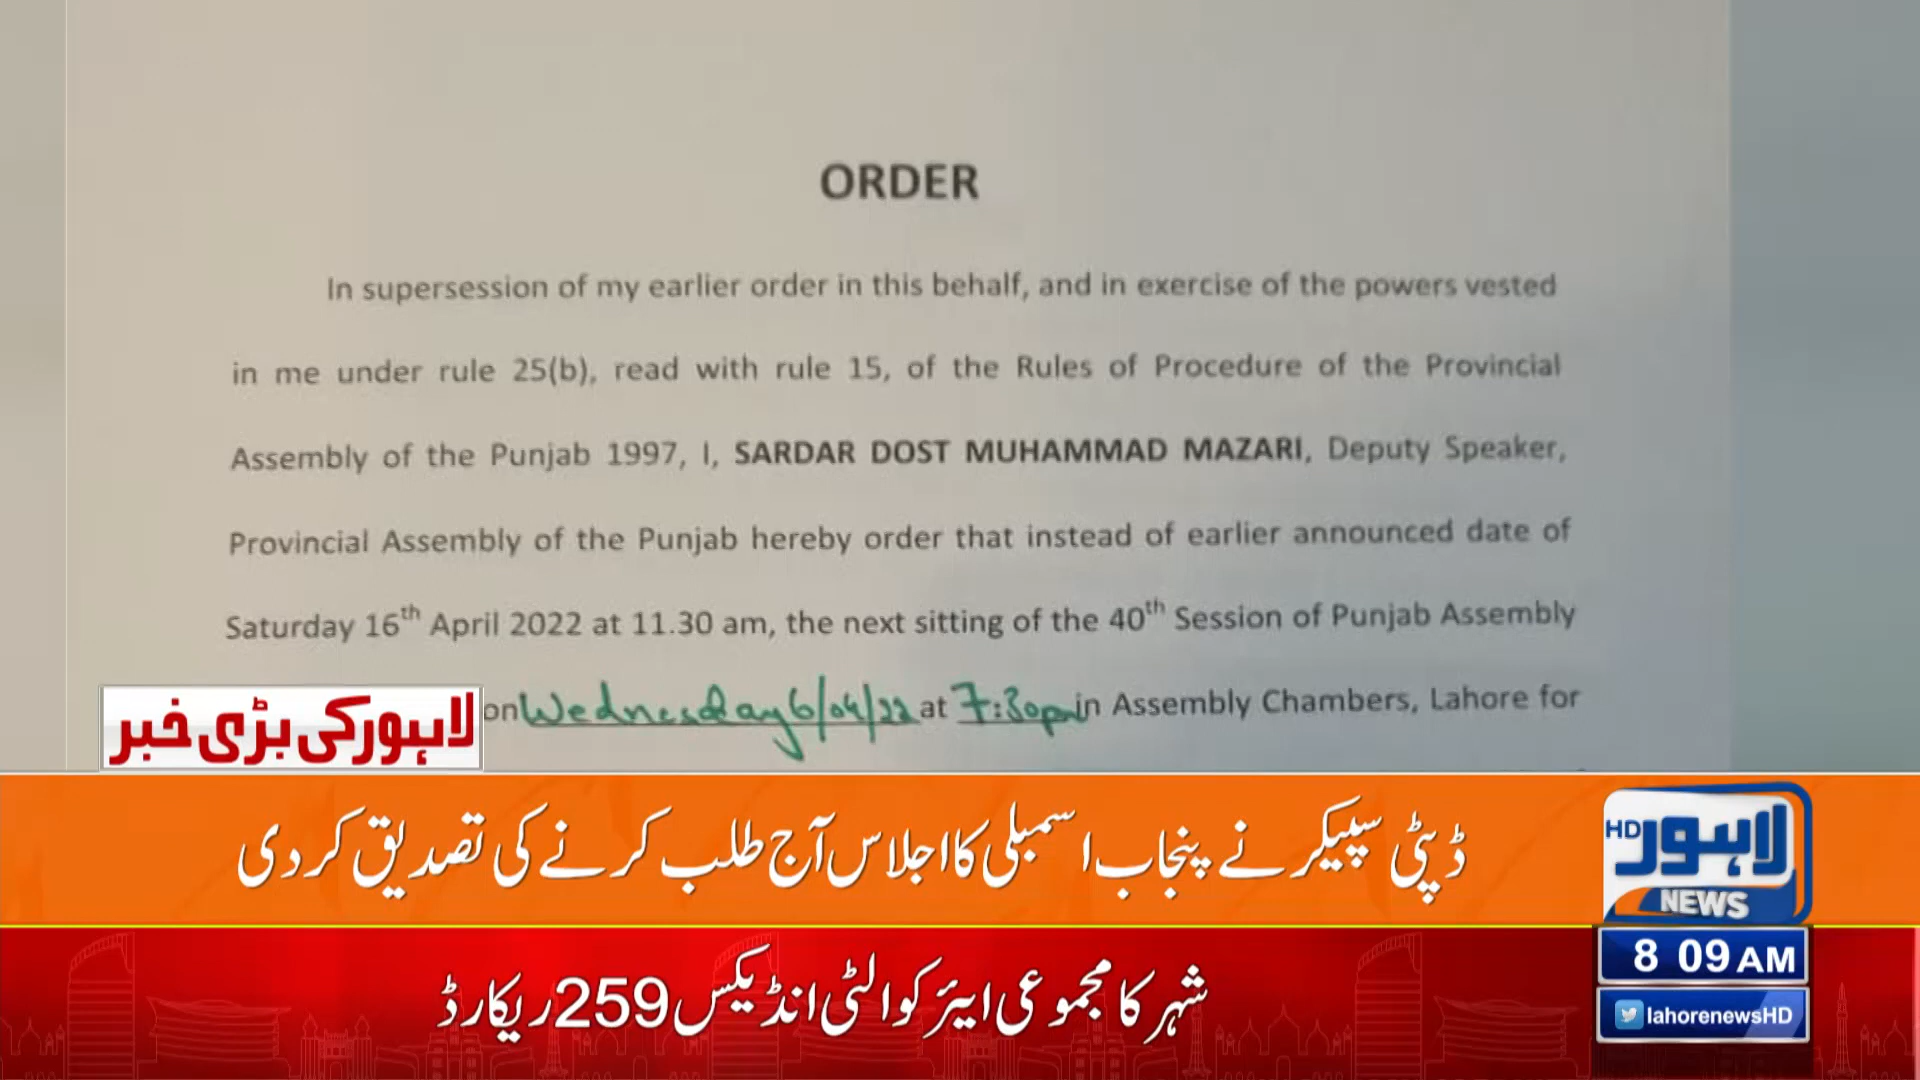 ORDER
In supersession of my earlier order in this behalf, and in exercise of the powers vested
in me under rule 25(b), read with rule 15, of the Rules of Procedure of the Provincial
Assembly of the Punjab 1997, I, SARDAR DOST MUHAMMAD MAZARI, Deputy Speaker,
Provincial Assembly of the Punjab hereby order that instead of earlier announced date of
Saturday 16th April 2022 at 11.30 am, the next sitting of the 40th Session of Punjab Assembly
on Wednesday 6/04/22 at 7:30pm in Assembly Chambers, Lahore for
لاہور کی بڑی خبر
ڈپٹی سپیکر نے پنجاب اسمبلی کا اجلاس آج طلب کرنے کی تصدیق کر دی
لاہور HD
NEWS
8 09 AM
شہر کا مجموعی ایئر کوالٹی انڈیکس 259 ریکارڈ
lahorenewsHD